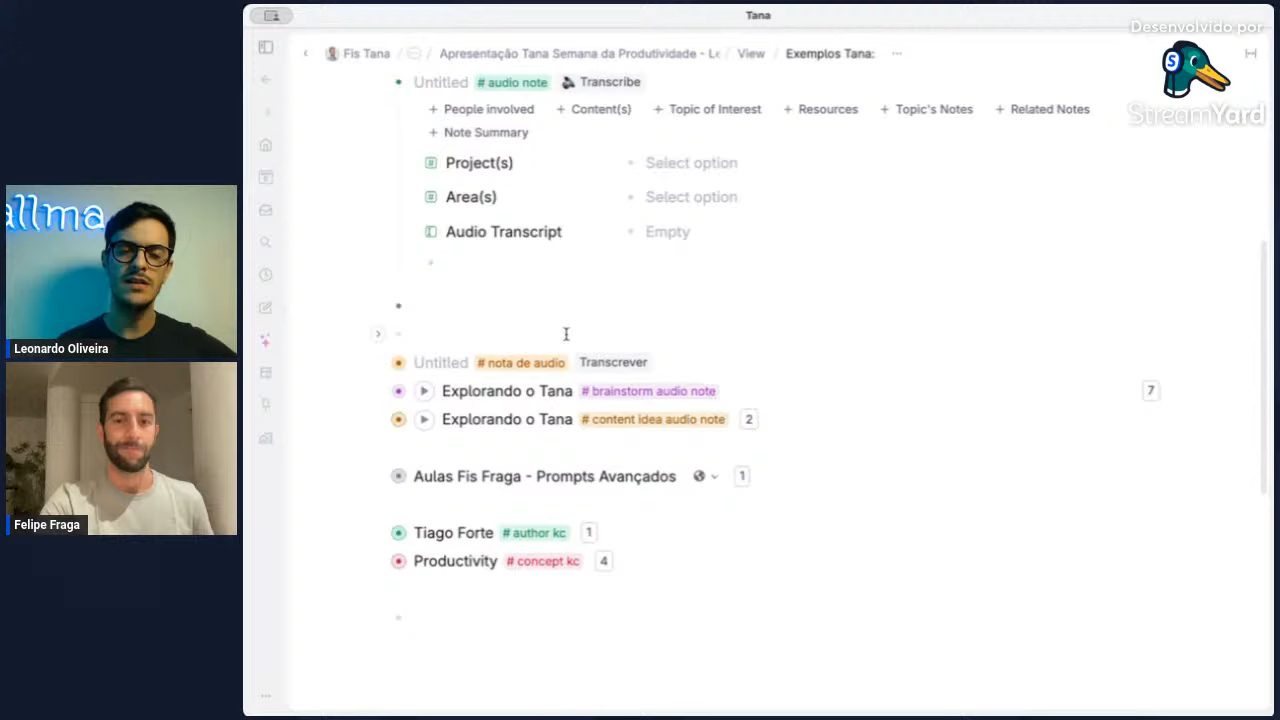 Tana
Desenvolvido por
StreamYard
Fis Tana / / Apresentação Tana Semana da Produtividade - Le / View / Exemplos Tana: ...
Untitled # audio note Transcribe
+ People involved + Content(s) + Topic of Interest + Resources + Topic's Notes + Related Notes
+ Note Summary
Project(s) Select option
Area(s) Select option
Audio Transcript Empty
Untitled # nota de audio Transcrever
Explorando o Tana # brainstorm audio note 7
Explorando o Tana # content idea audio note 2
Aulas Fis Fraga - Prompts Avançados 1
Tiago Forte # author kc 1
Productivity # concept kc 4
allma
Leonardo Oliveira
Felipe Fraga